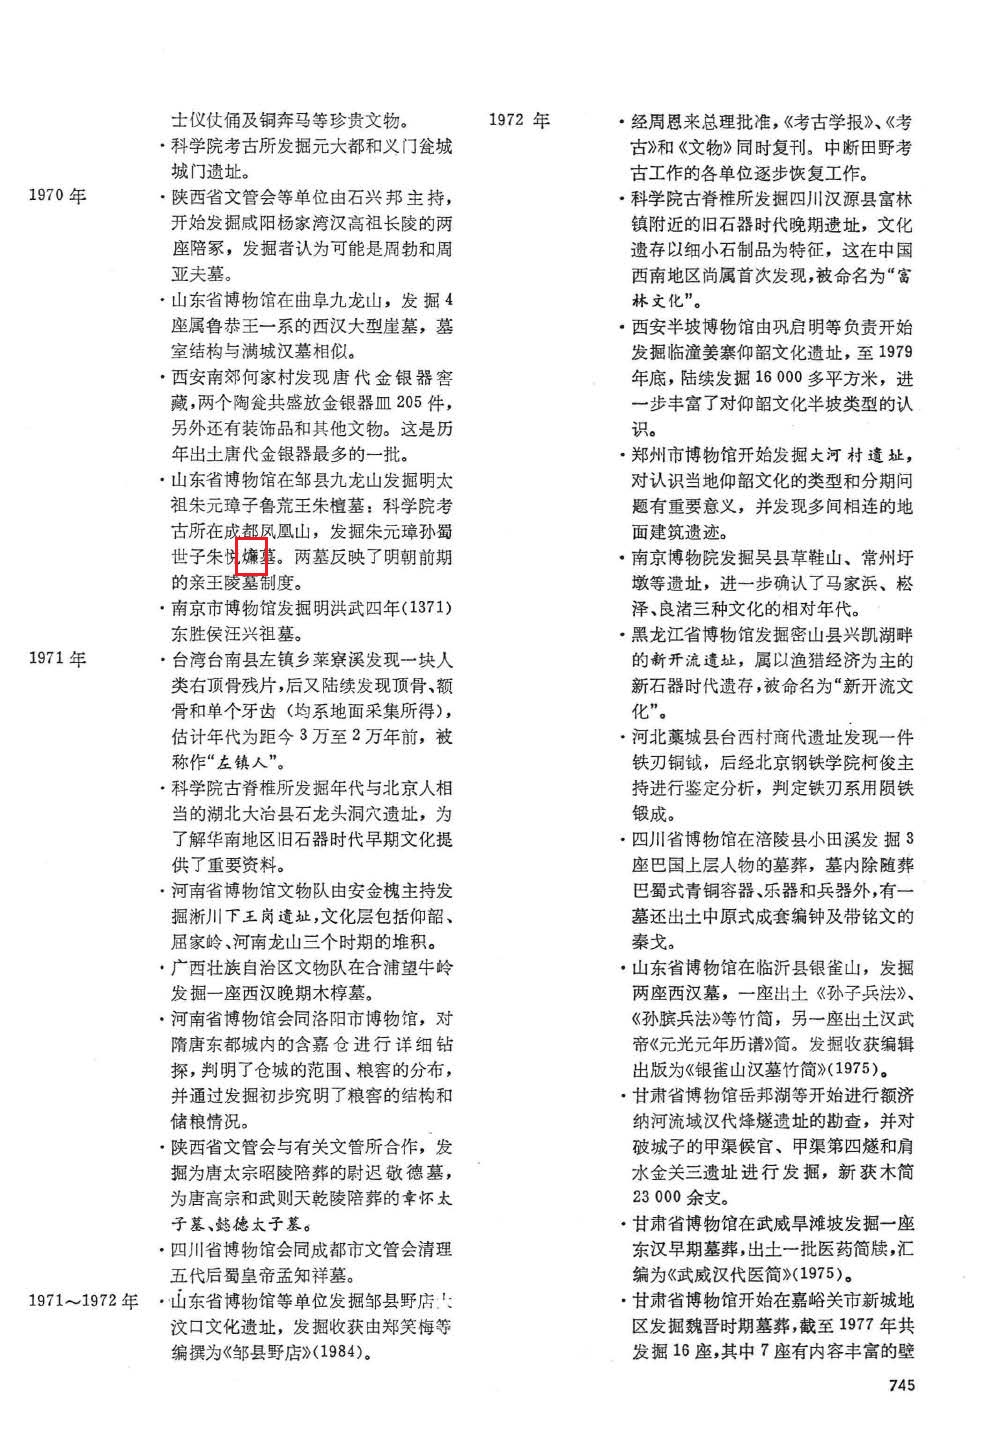 士仪仗俑及铜奔马等珍贵文物。
·科学院考古所发掘元大都和义门瓮城
城门遗址。
1970 年 ·陕西省文管会等单位由石兴邦主持，
开始发掘咸阳杨家湾汉高祖长陵的两
座陪冢，发掘者认为可能是周勃和周
亚夫墓。
·山东省博物馆在曲阜九龙山，发掘4
座属鲁恭王一系的西汉大型崖墓，墓
室结构与满城汉墓相似。
·西安南郊何家村发现唐代金银器窖
藏，两个陶瓮共盛放金银器皿 205 件，
另外还有装饰品和其他文物。这是历
年出土唐代金银器最多的一批。
·山东省博物馆在邹县九龙山发掘明太
祖朱元璋子鲁荒王朱檀墓；科学院考
古所在成都凤凰山，发掘朱元璋孙蜀
世子朱悦燫墓。两墓反映了明朝前期
的亲王陵墓制度。
·南京市博物馆发掘明洪武四年(1371)
东胜侯汪兴祖墓。
1971 年 ·台湾台南县左镇乡莱寮溪发现一块人
类右顶骨残片，后又陆续发现顶骨、额
骨和单个牙齿（均系地面采集所得），
估计年代为距今 3 万至 2 万年前，被
称作“左镇人”。
·科学院古脊椎所发掘年代与北京人相
当的湖北大冶县石龙头洞穴遗址，为
了解华南地区旧石器时代早期文化提
供了重要资料。
·河南省博物馆文物队由安金槐主持发
掘淅川下王岗遗址，文化层包括仰韶、
屈家岭、河南龙山三个时期的堆积。
·广西壮族自治区文物队在合浦望牛岭
发掘一座西汉晚期木椁墓。
·河南省博物馆会同洛阳市博物馆，对
隋唐东都城内的含嘉仓进行详细钻
探，判明了仓城的范围、粮窖的分布，
并通过发掘初步究明了粮窖的结构和
储粮情况。
·陕西省文管会与有关文管所合作，发
掘为唐太宗昭陵陪葬的尉迟敬德墓，
为唐高宗和武则天乾陵陪葬的章怀太
子墓、懿德太子墓。
·四川省博物馆会同成都市文管会清理
五代后蜀皇帝孟知祥墓。
1971～1972 年 ·山东省博物馆等单位发掘邹县野店大
汶口文化遗址，发掘收获由郑笑梅等
编撰为《邹县野店》(1984)。
1972 年 ·经周恩来总理批准，《考古学报》、《考
古》和《文物》同时复刊。中断田野考
古工作的各单位逐步恢复工作。
·科学院古脊椎所发掘四川汉源县富林
镇附近的旧石器时代晚期遗址，文化
遗存以细小石制品为特征，这在中国
西南地区尚属首次发现，被命名为“富
林文化”。
·西安半坡博物馆由巩启明等负责开始
发掘临潼姜寨仰韶文化遗址，至 1979
年底，陆续发掘 16 000 多平方米，进
一步丰富了对仰韶文化半坡类型的认
识。
·郑州市博物馆开始发掘大河村遗址，
对认识当地仰韶文化的类型和分期问
题有重要意义，并发现多间相连的地
面建筑遗迹。
·南京博物院发掘吴县草鞋山、常州圩
墩等遗址，进一步确认了马家浜、崧
泽、良渚三种文化的相对年代。
·黑龙江省博物馆发掘密山县兴凯湖畔
的新开流遗址，属以渔猎经济为主的
新石器时代遗存，被命名为“新开流文
化”。
·河北藁城县台西村商代遗址发现一件
铁刃铜钺，后经北京钢铁学院柯俊主
持进行鉴定分析，判定铁刃系用陨铁
锻成。
·四川省博物馆在涪陵县小田溪发掘3
座巴国上层人物的墓葬，墓内除随葬
巴蜀式青铜容器、乐器和兵器外，有一
墓还出土中原式成套编钟及带铭文的
秦戈。
·山东省博物馆在临沂县银雀山，发掘
两座西汉墓，一座出土《孙子兵法》、
《孙膑兵法》等竹简，另一座出土汉武
帝《元光元年历谱》简。发掘收获编辑
出版为《银雀山汉墓竹简》(1975)。
·甘肃省博物馆岳邦湖等开始进行额济
纳河流域汉代烽燧遗址的勘查，并对
破城子的甲渠候官、甲渠第四燧和肩
水金关三遗址进行发掘，新获木简
23 000 余支。
·甘肃省博物馆在武威旱滩坡发掘一座
东汉早期墓葬，出土一批医药简牍，汇
编为《武威汉代医简》(1975)。
·甘肃省博物馆开始在嘉峪关市新城地
区发掘魏晋时期墓葬，截至 1977 年共
发掘 16 座，其中 7 座有内容丰富的壁
745